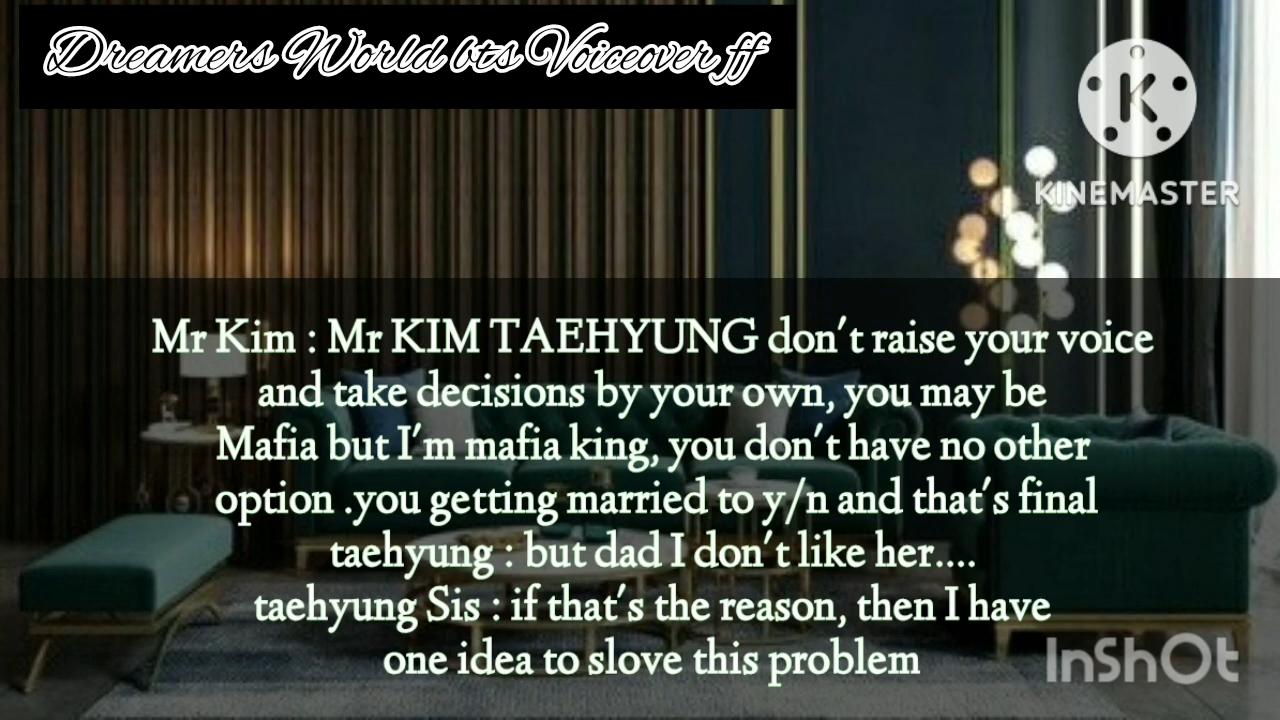 Dreamers World bts Voiceover ff
K
KINEMASTER
Mr Kim : Mr KIM TAEHYUNG don't raise your voice
and take decisions by your own, you may be
Mafia but I'm mafia king, you don't have no other
option .you getting married to y/n and that's final
taehyung : but dad I don't like her....
taehyung Sis : if that's the reason, then I have
one idea to slove this problem
InShOt